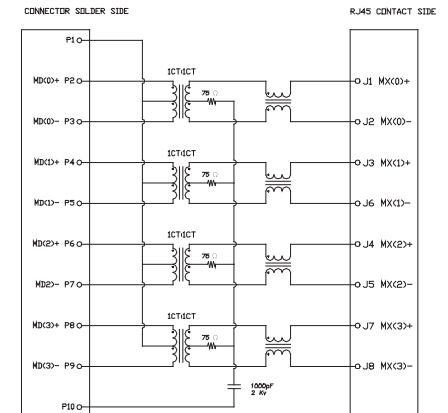 CONNECTOR SOLDER SIDE
RJ45 CONTACT SIDE
P1
1CT:1CT
MD(0)+ P2
75 Ω
J1 MX(0)+
MD(0)- P3
J2 MX(0)-
1CT:1CT
MD(1)+ P4
75 Ω
J3 MX(1)+
MD(1)- P5
J6 MX(1)-
1CT:1CT
MD(2)+ P6
75 Ω
J4 MX(2)+
MD2)- P7
J5 MX(2)-
1CT:1CT
MD(3)+ P8
75 Ω
J7 MX(3)+
MD(3)- P9
J8 MX(3)-
1000pF
2 Kv
P10